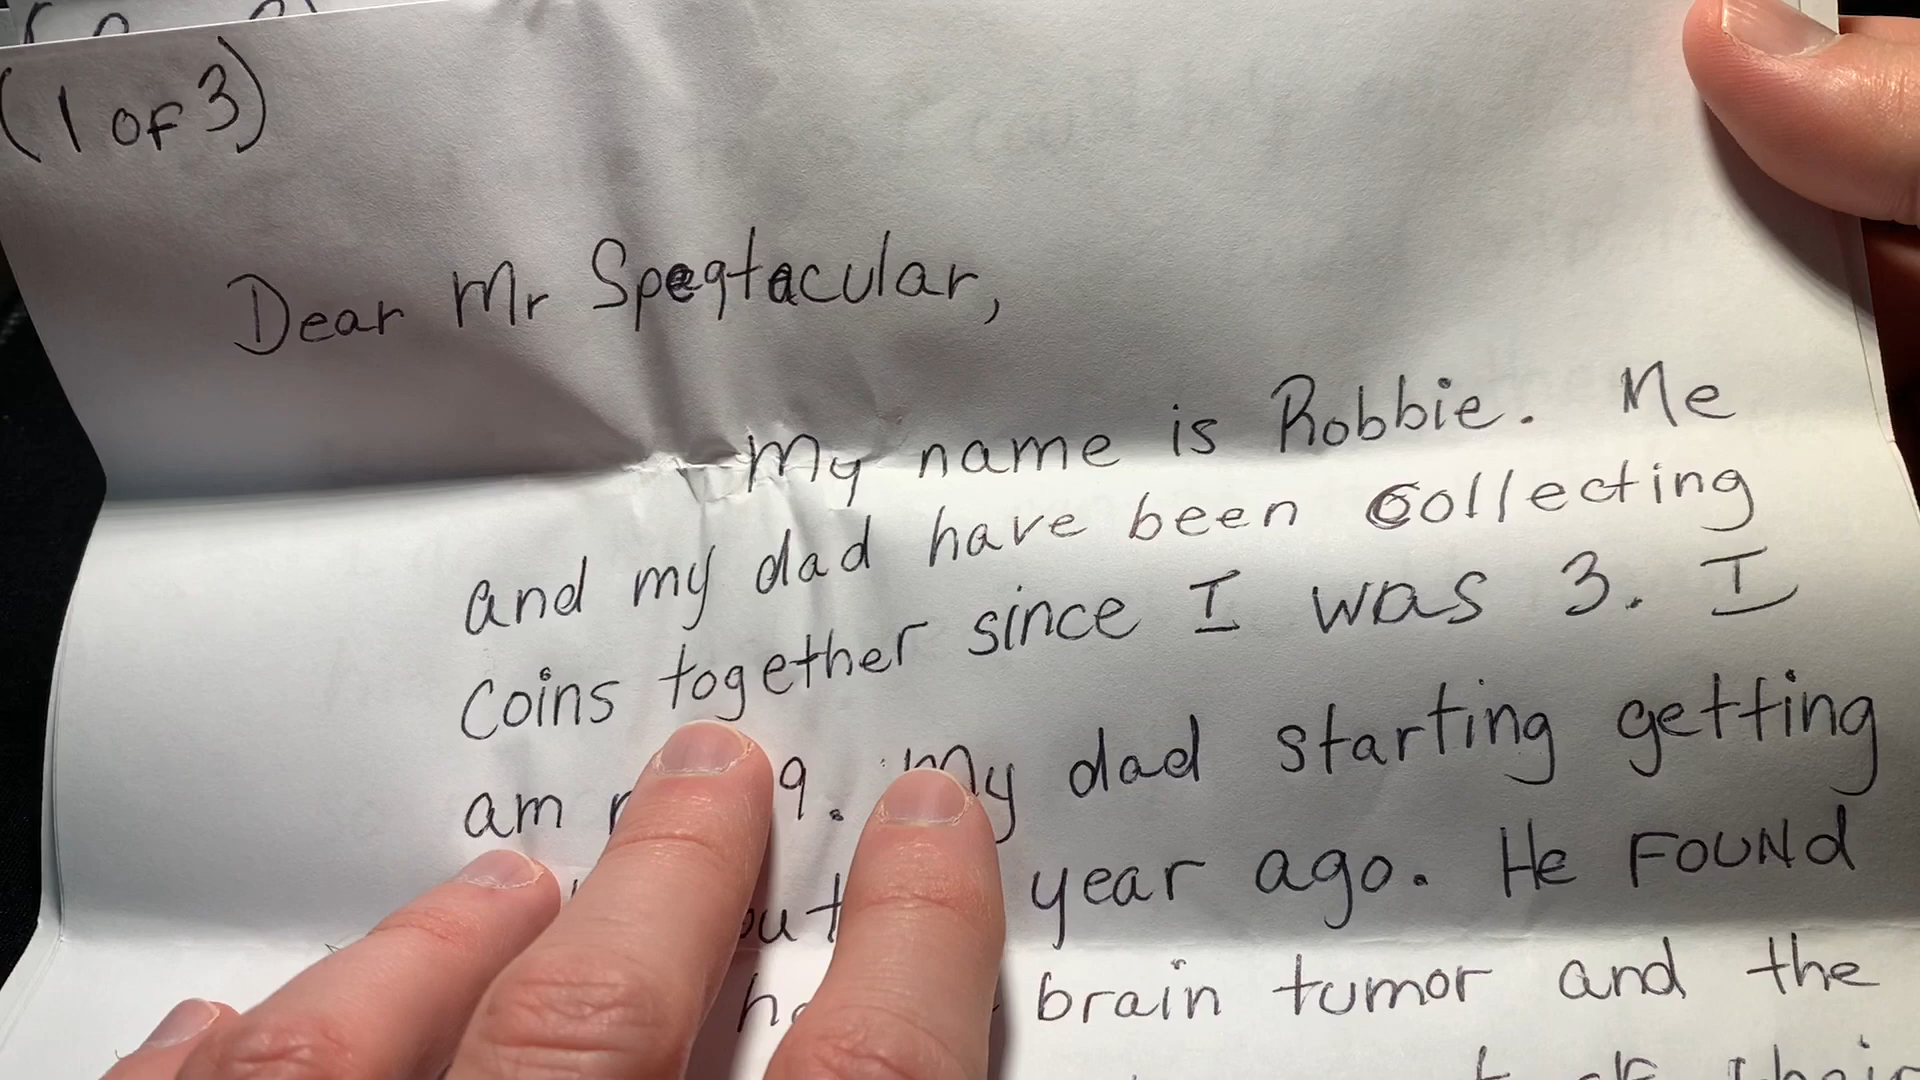 (1 of 3)
Dear Mr Spectacular,
My name is Robbie. Me
and my dad have been collecting
coins together since I was 3. I
am 9. My dad starting getting
year ago. He FOUND
brain tumor and the